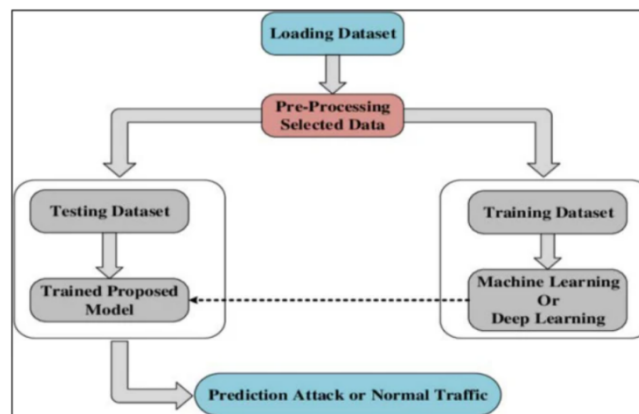 Loading Dataset
Pre-Processing
Selected Data
Testing Dataset
Trained Proposed
Model
Training Dataset
Machine Learning
Or
Deep Learning
Prediction Attack or Normal Traffic